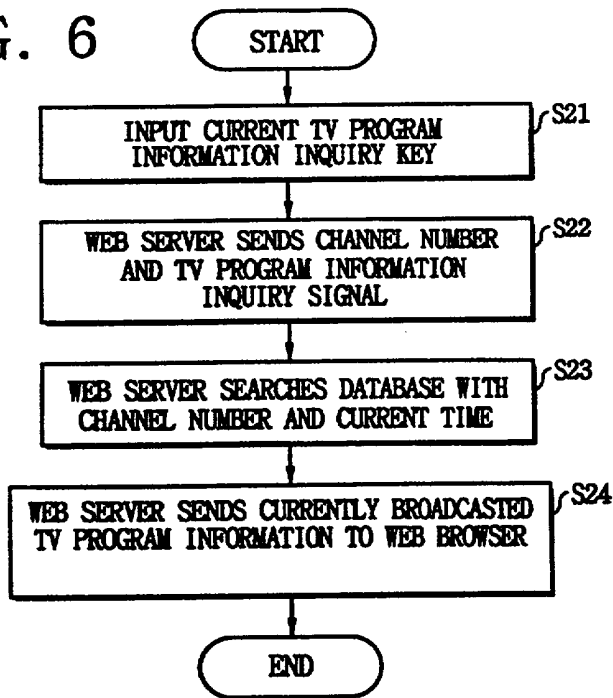 G. 6
START
S21
INPUT CURRENT TV PROGRAM
INFORMATION INQUIRY KEY
S22
WEB SERVER SENDS CHANNEL NUMBER
AND TV PROGRAM INFORMATION
INQUIRY SIGNAL
S23
WEB SERVER SEARCHES DATABASE WITH
CHANNEL NUMBER AND CURRENT TIME
S24
WEB SERVER SENDS CURRENTLY BROADCASTED
TV PROGRAM INFORMATION TO WEB BROWSER
END